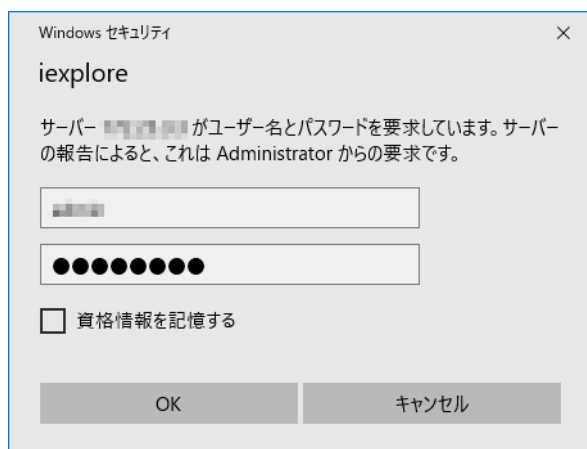 Windows セキュリティ
iexplore
サーバー がユーザー名とパスワードを要求しています。サーバー
の報告によると、これは Administrator からの要求です。
●●●●●●●●
資格情報を記憶する
OK
キャンセル